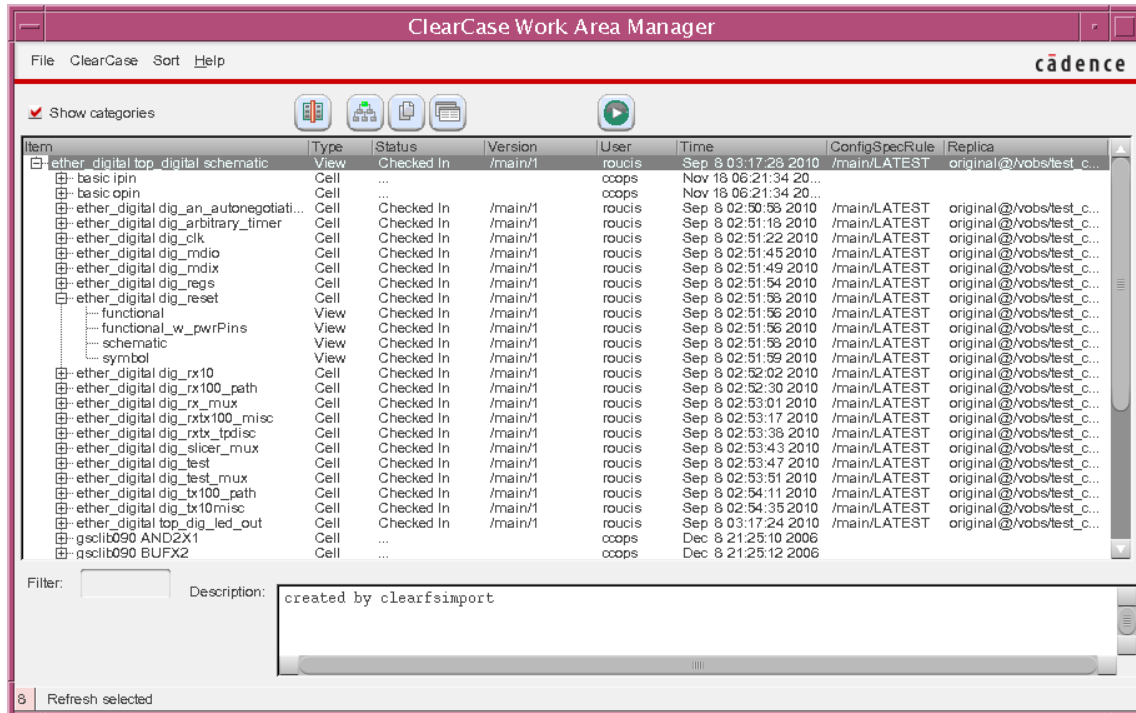 ClearCase Work Area Manager
File ClearCase Sort Help
cādence
Show categories
Item Type Status Version User Time ConfigSpecRule Replica
ether_digital top_digital schematic View Checked In /main/1 roucis Sep 8 03:17:28 2010 /main/LATEST original@/vobs/test_c...
basic ipin Cell ... ccops Nov 18 06:21:34 20...
basic opin Cell ... ccops Nov 18 06:21:34 20...
ether_digital dig_an_autonegotiati... Cell Checked In /main/1 roucis Sep 8 02:50:58 2010 /main/LATEST original@/vobs/test_c...
ether_digital dig_arbitrary_timer Cell Checked In /main/1 roucis Sep 8 02:51:18 2010 /main/LATEST original@/vobs/test_c...
ether_digital dig_clk Cell Checked In /main/1 roucis Sep 8 02:51:22 2010 /main/LATEST original@/vobs/test_c...
ether_digital dig_mdio Cell Checked In /main/1 roucis Sep 8 02:51:45 2010 /main/LATEST original@/vobs/test_c...
ether_digital dig_mdix Cell Checked In /main/1 roucis Sep 8 02:51:49 2010 /main/LATEST original@/vobs/test_c...
ether_digital dig_regs Cell Checked In /main/1 roucis Sep 8 02:51:54 2010 /main/LATEST original@/vobs/test_c...
ether_digital dig_reset Cell Checked In /main/1 roucis Sep 8 02:51:58 2010 /main/LATEST original@/vobs/test_c...
functional View Checked In /main/1 roucis Sep 8 02:51:56 2010 /main/LATEST original@/vobs/test_c...
functional_w_pwrPins View Checked In /main/1 roucis Sep 8 02:51:56 2010 /main/LATEST original@/vobs/test_c...
schematic View Checked In /main/1 roucis Sep 8 02:51:58 2010 /main/LATEST original@/vobs/test_c...
symbol View Checked In /main/1 roucis Sep 8 02:51:59 2010 /main/LATEST original@/vobs/test_c...
ether_digital dig_rx10 Cell Checked In /main/1 roucis Sep 8 02:52:02 2010 /main/LATEST original@/vobs/test_c...
ether_digital dig_rx100_path Cell Checked In /main/1 roucis Sep 8 02:52:30 2010 /main/LATEST original@/vobs/test_c...
ether_digital dig_rx_mux Cell Checked In /main/1 roucis Sep 8 02:53:01 2010 /main/LATEST original@/vobs/test_c...
ether_digital dig_rxtx100_misc Cell Checked In /main/1 roucis Sep 8 02:53:17 2010 /main/LATEST original@/vobs/test_c...
ether_digital dig_rxtx_tpdisc Cell Checked In /main/1 roucis Sep 8 02:53:38 2010 /main/LATEST original@/vobs/test_c...
ether_digital dig_slicer_mux Cell Checked In /main/1 roucis Sep 8 02:53:43 2010 /main/LATEST original@/vobs/test_c...
ether_digital dig_test Cell Checked In /main/1 roucis Sep 8 02:53:47 2010 /main/LATEST original@/vobs/test_c...
ether_digital dig_test_mux Cell Checked In /main/1 roucis Sep 8 02:53:51 2010 /main/LATEST original@/vobs/test_c...
ether_digital dig_tx100_path Cell Checked In /main/1 roucis Sep 8 02:54:11 2010 /main/LATEST original@/vobs/test_c...
ether_digital dig_tx10misc Cell Checked In /main/1 roucis Sep 8 02:54:35 2010 /main/LATEST original@/vobs/test_c...
ether_digital top_dig_led_out Cell Checked In /main/1 roucis Sep 8 03:17:24 2010 /main/LATEST original@/vobs/test_c...
gsclib090 AND2X1 Cell ... ccops Dec 8 21:25:10 2006
gsclib090 BUFX2 Cell ... ccops Dec 8 21:25:12 2006
Filter:
Description: created by clearfsimport
8 Refresh selected